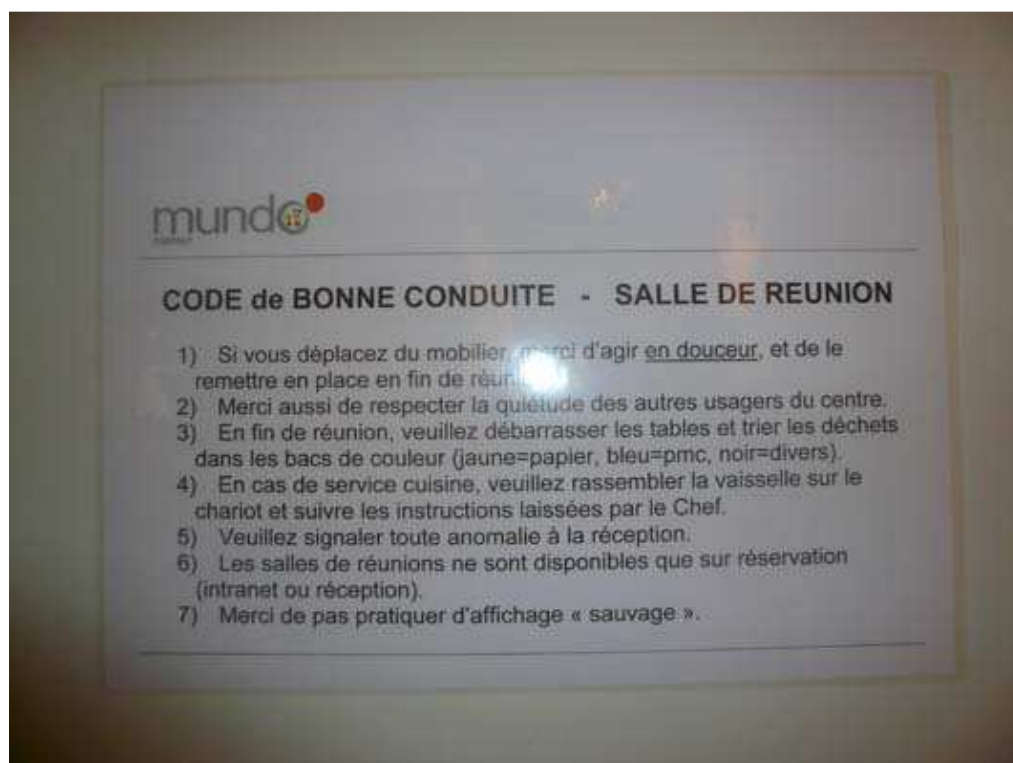 mundo
CODE de BONNE CONDUITE - SALLE DE REUNION
1) Si vous déplacez du mobilier, merci d'agir en douceur, et de le
remettre en place en fin de
2) Merci aussi de respecter la quiétude des autres usagers du centre.
3) En fin de réunion, veuillez débarrasser les tables et trier les déchets
dans les bacs de couleur (jaune=papier, bleu=pmc, noir=divers).
4) En cas de service cuisine, veuillez rassembler la vaisselle sur le
chariot et suivre les instructions laissées par le Chef.
5) Veuillez signaler toute anomalie à la réception.
6) Les salles de réunions ne sont disponibles que sur réservation
(intranet ou réception).
7) Merci de pas pratiquer d'affichage « sauvage ».